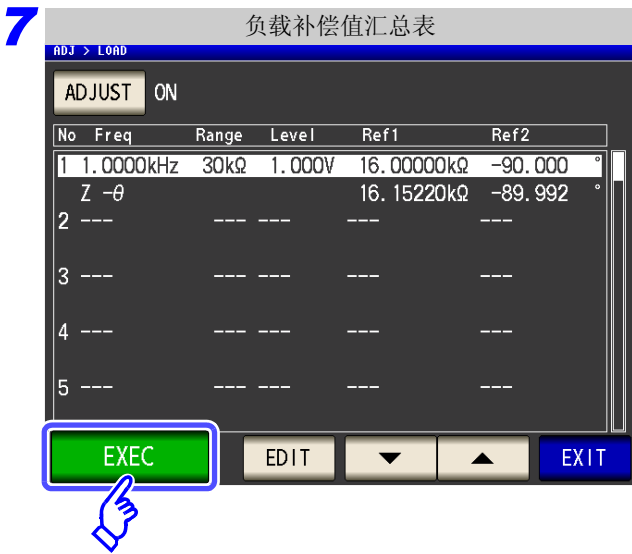 7
负载补偿值汇总表
ADJ > LOAD
ADJUST ON
No Freq Range Level Ref1 Ref2
1 1.0000kHz 30kΩ 1.000V 16.00000kΩ -90.000 °
Z -θ 16.15220kΩ -89.992 °
2 --- --- --- --- ---
3 --- --- --- --- ---
4 --- --- --- --- ---
5 --- --- --- --- ---
EXEC EDIT ▼ ▲ EXIT